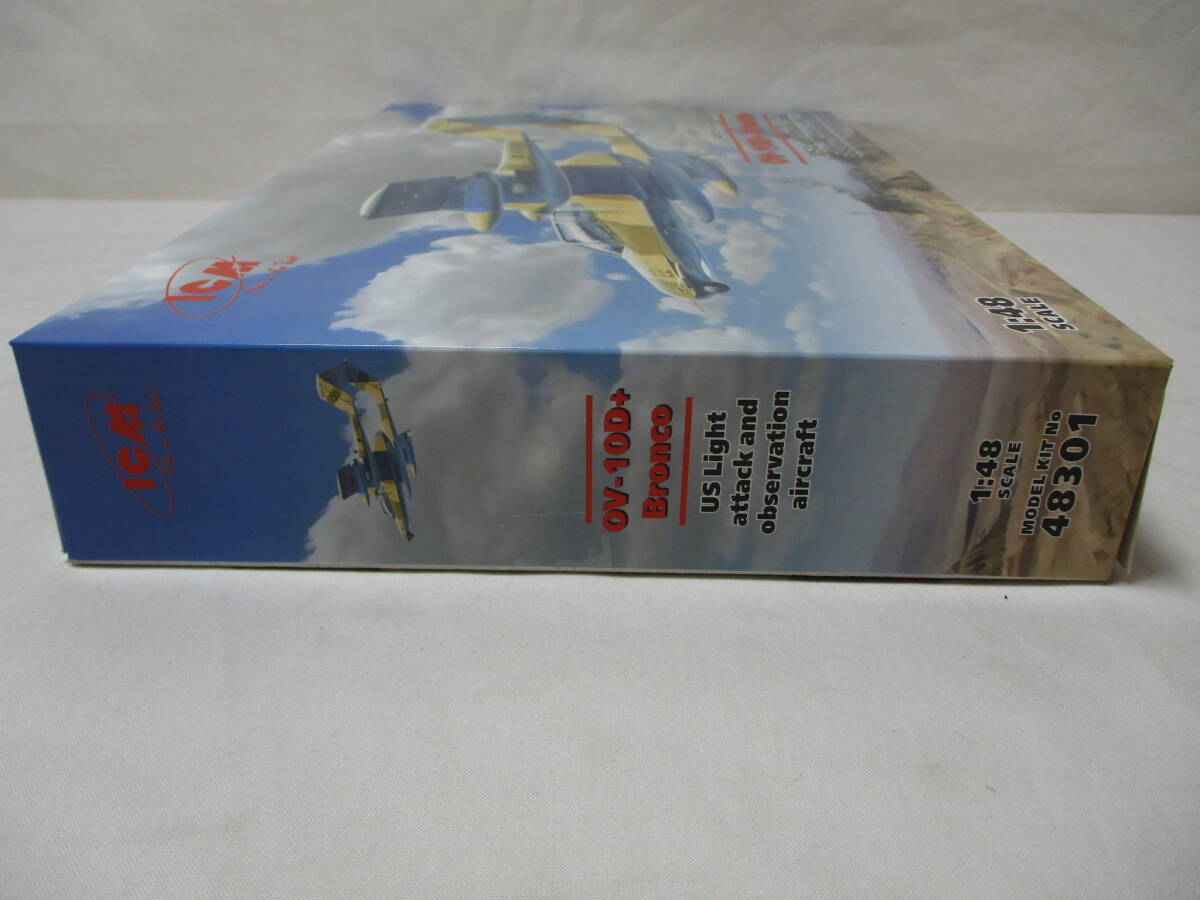 ICM
OV-10D+
Bronco
US Light
attack and
observation
aircraft
1:48
SCALE
MODEL KIT No
48301
ICM
1:48
SCALE